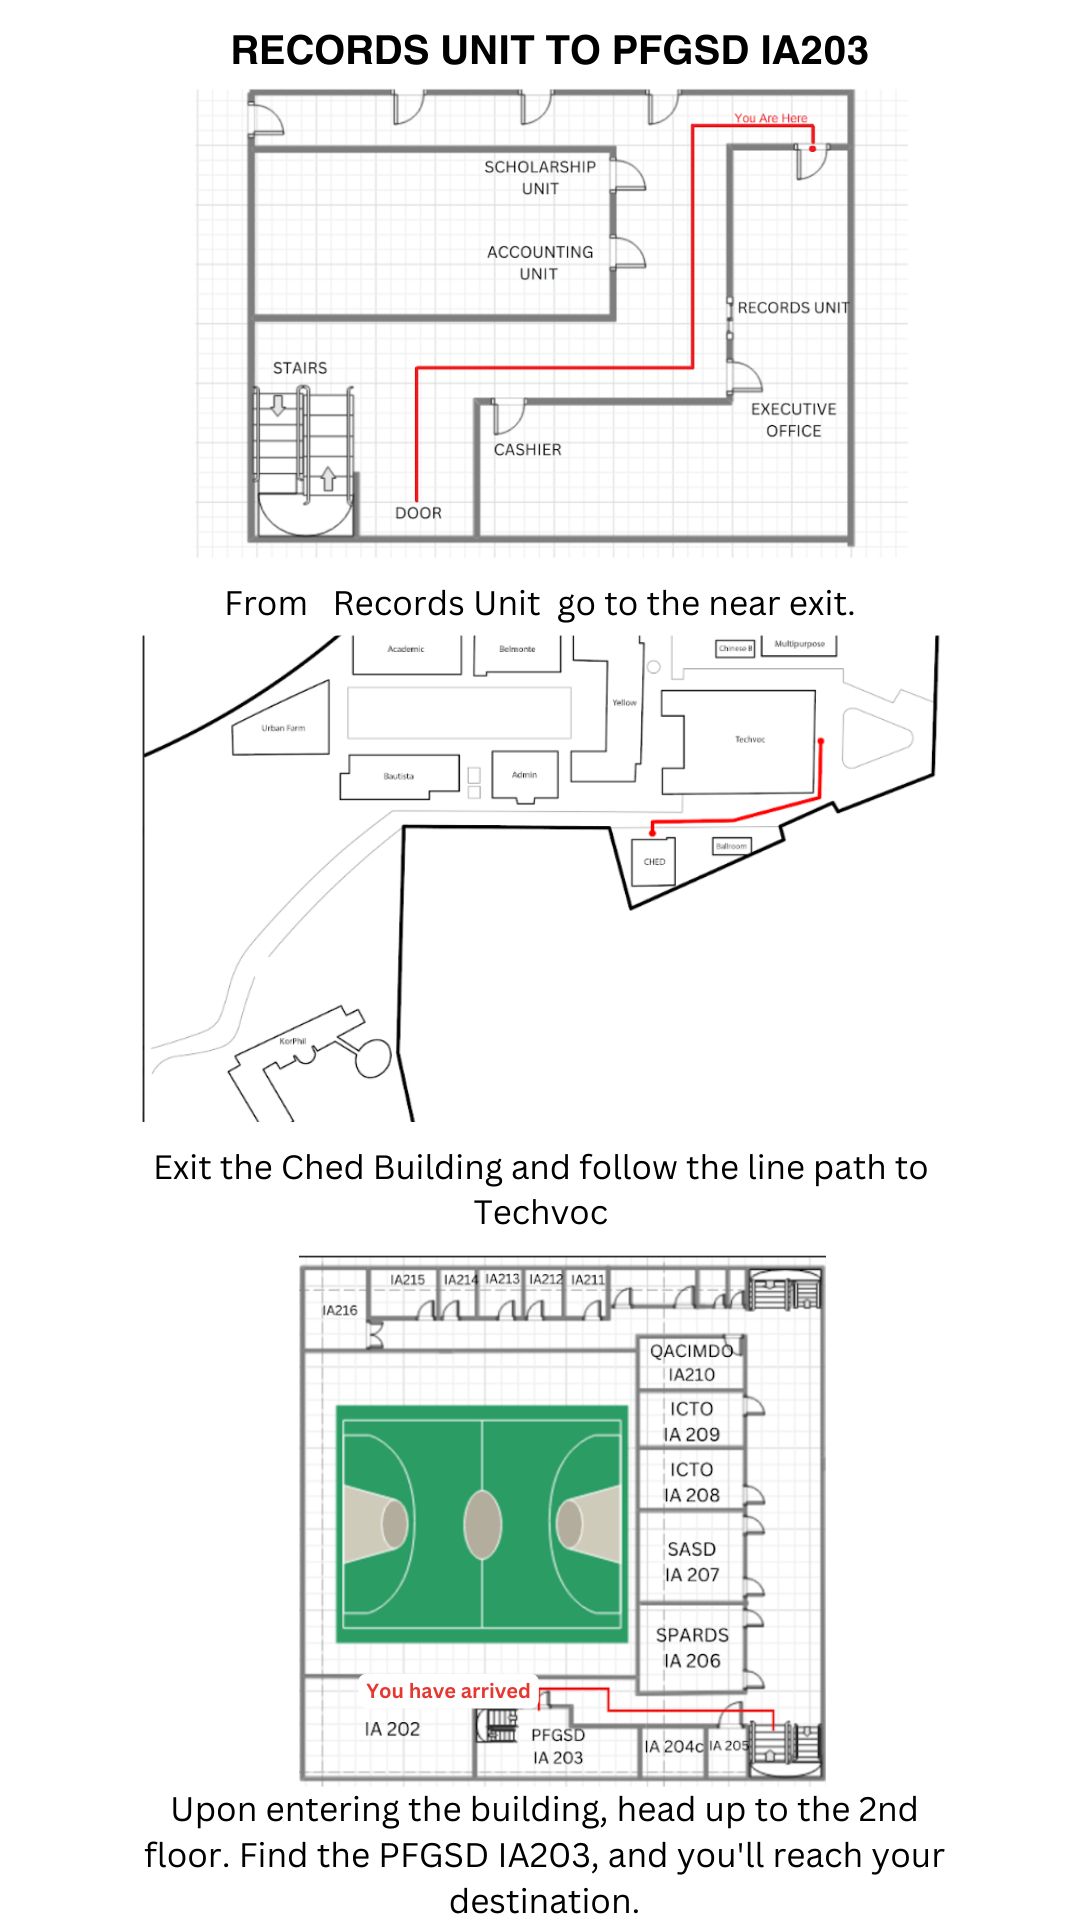 RECORDS UNIT TO PFGSD IA203
You Are Here
SCHOLARSHIP
UNIT
ACCOUNTING
UNIT
RECORDS UNIT
STAIRS
EXECUTIVE
OFFICE
CASHIER
DOOR
From Records Unit go to the near exit.
Academic
Belmonte
Chinese B
Multipurpose
Urban Farm
Yellow
Techvoc
Bautista
Admin
CHED
Ballroom
KorPhil
Exit the Ched Building and follow the line path to
Techvoc
IA215
IA214
IA213
IA212
IA211
IA216
QACIMDO
IA210
ICTO
IA 209
ICTO
IA 208
SASD
IA 207
SPARDS
IA 206
You have arrived
IA 202
PFGSD
IA 203
IA 204c
IA 205
Upon entering the building, head up to the 2nd
floor. Find the PFGSD IA203, and you'll reach your
destination.